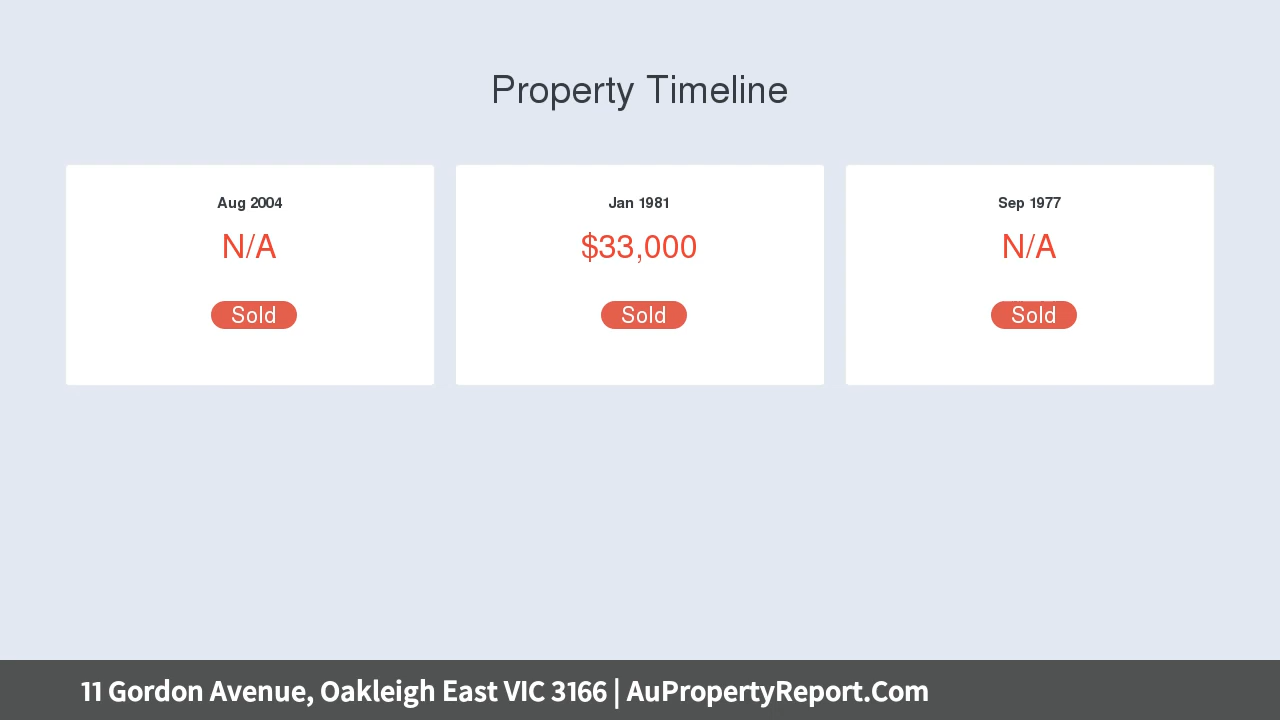 Property Timeline
Aug 2004
N/A
Sold
Jan 1981
$33,000
Sold
Sep 1977
N/A
Sold
11 Gordon Avenue, Oakleigh East VIC 3166 | AuPropertyReport.Com